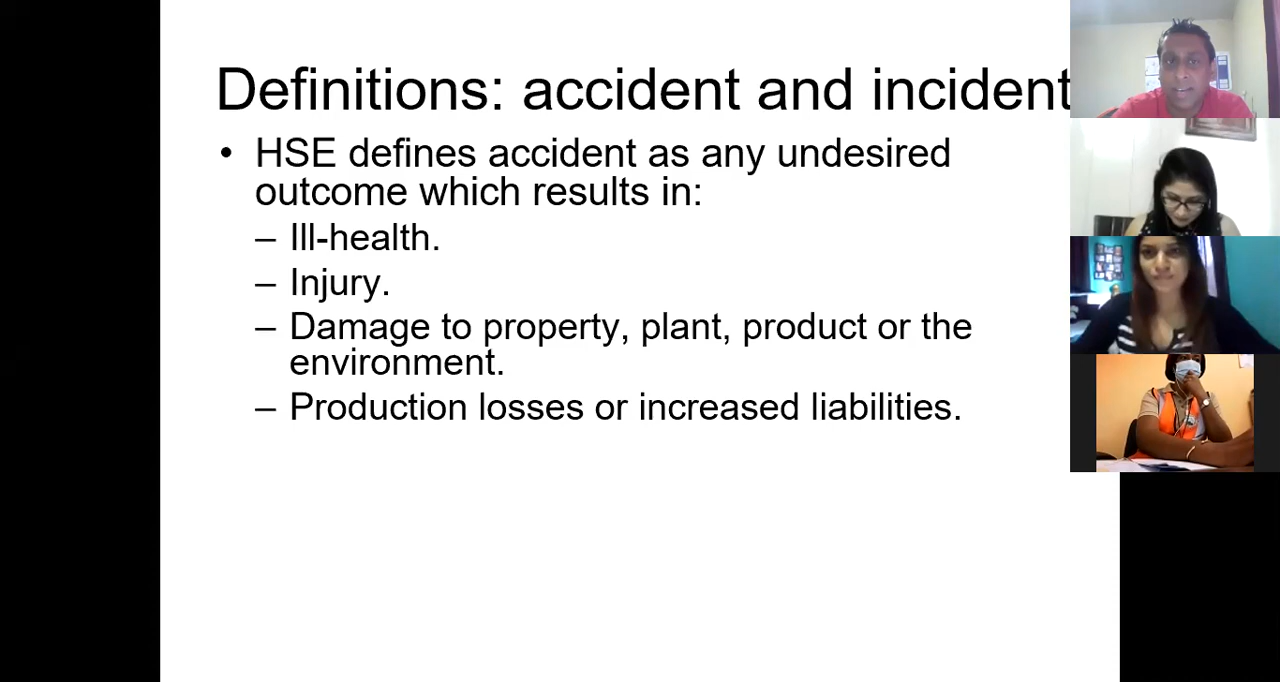 Definitions: accident and incident
• HSE defines accident as any undesired
outcome which results in:
– Ill-health.
– Injury.
– Damage to property, plant, product or the
environment.
– Production losses or increased liabilities.